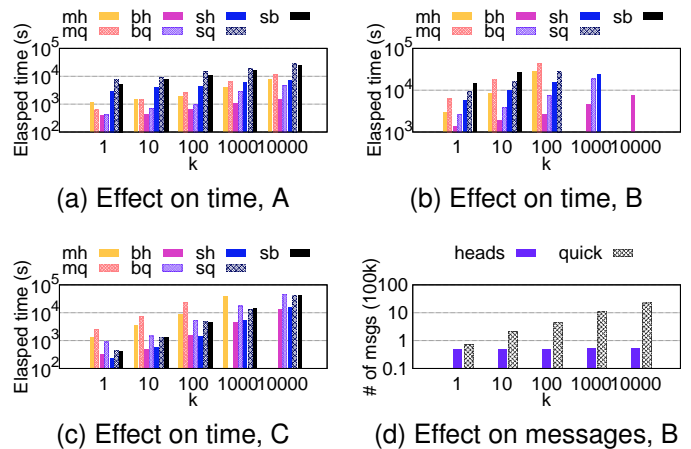 mh bh sh sb
mq bq sq
Elasped time (s)
10^5
10^4
10^3
10^2
1 10 100 1000 10000
k
(a) Effect on time, A
mh bh sh sb
mq bq sq
Elasped time (s)
10^5
10^4
10^3
1 10 100 1000 10000
k
(b) Effect on time, B
mh bh sh sb
mq bq sq
Elasped time (s)
10^5
10^4
10^3
10^2
1 10 100 1000 10000
k
(c) Effect on time, C
heads quick
# of msgs (100k)
100
10
1
0.1
1 10 100 1000 10000
k
(d) Effect on messages, B